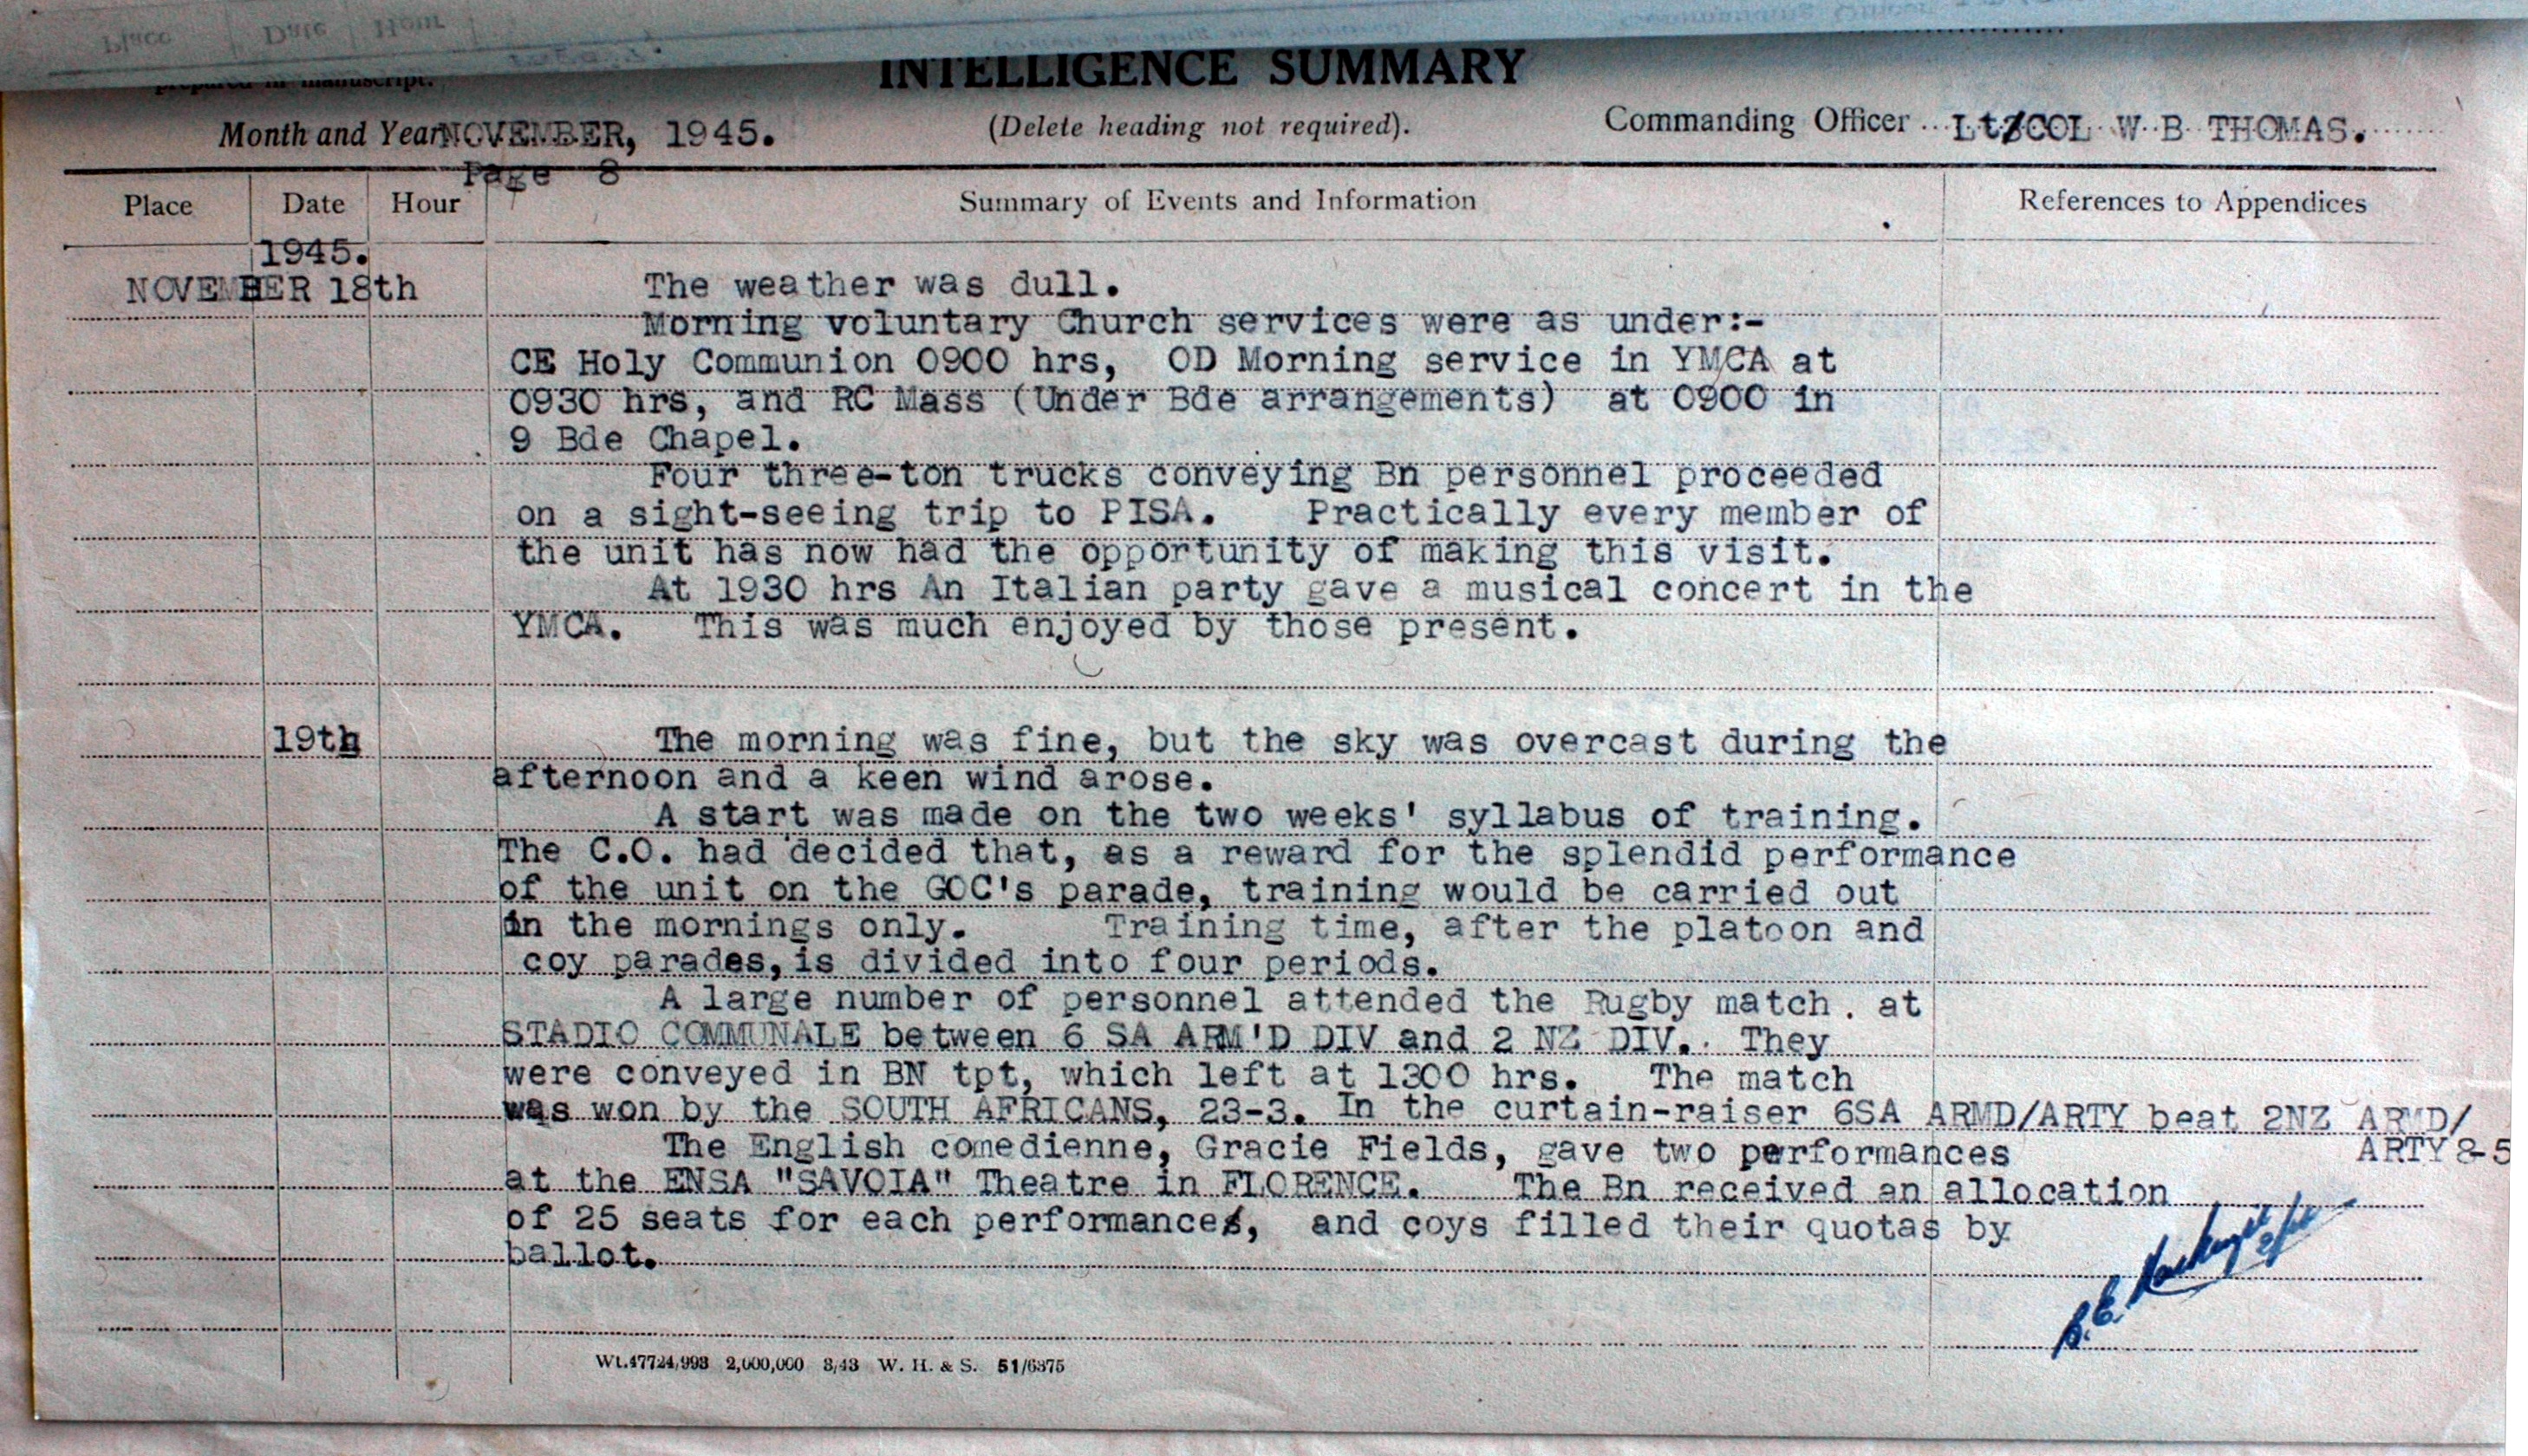 Place Date Hour
prepared in manuscript.
INTELLIGENCE SUMMARY
Month and Year NOVEMBER, 1945. (Delete heading not required). Commanding Officer Lt/COL W B THOMAS.
Page 8
Place Date Hour Summary of Events and Information References to Appendices
1945.
NOVEMBER 18th The weather was dull.
Morning voluntary Church services were as under:-
CE Holy Communion 0900 hrs, OD Morning service in YMCA at
0930 hrs, and RC Mass (Under Bde arrangements) at 0900 in
9 Bde Chapel.
Four three-ton trucks conveying Bn personnel proceeded
on a sight-seeing trip to PISA. Practically every member of
the unit has now had the opportunity of making this visit.
At 1930 hrs An Italian party gave a musical concert in the
YMCA. This was much enjoyed by those present.
19th The morning was fine, but the sky was overcast during the
afternoon and a keen wind arose.
A start was made on the two weeks' syllabus of training.
The C.O. had decided that, as a reward for the splendid performance
of the unit on the GOC's parade, training would be carried out
in the mornings only. Training time, after the platoon and
coy parades, is divided into four periods.
A large number of personnel attended the Rugby match. at
STADIO COMMUNALE between 6 SA ARM'D DIV and 2 NZ DIV.. They
were conveyed in BN tpt, which left at 1300 hrs. The match
was won by the SOUTH AFRICANS, 23-3. In the curtain-raiser 6SA ARMD/ARTY beat 2NZ ARMD/
ARTY 8-5
The English comedienne, Gracie Fields, gave two performances
at the ENSA "SAVOIA" Theatre in FLORENCE. The Bn received an allocation
of 25 seats for each performances, and coys filled their quotas by
ballot.
Wt.47724/993 2,000,000 3/43 W. H. & S. 51/6375